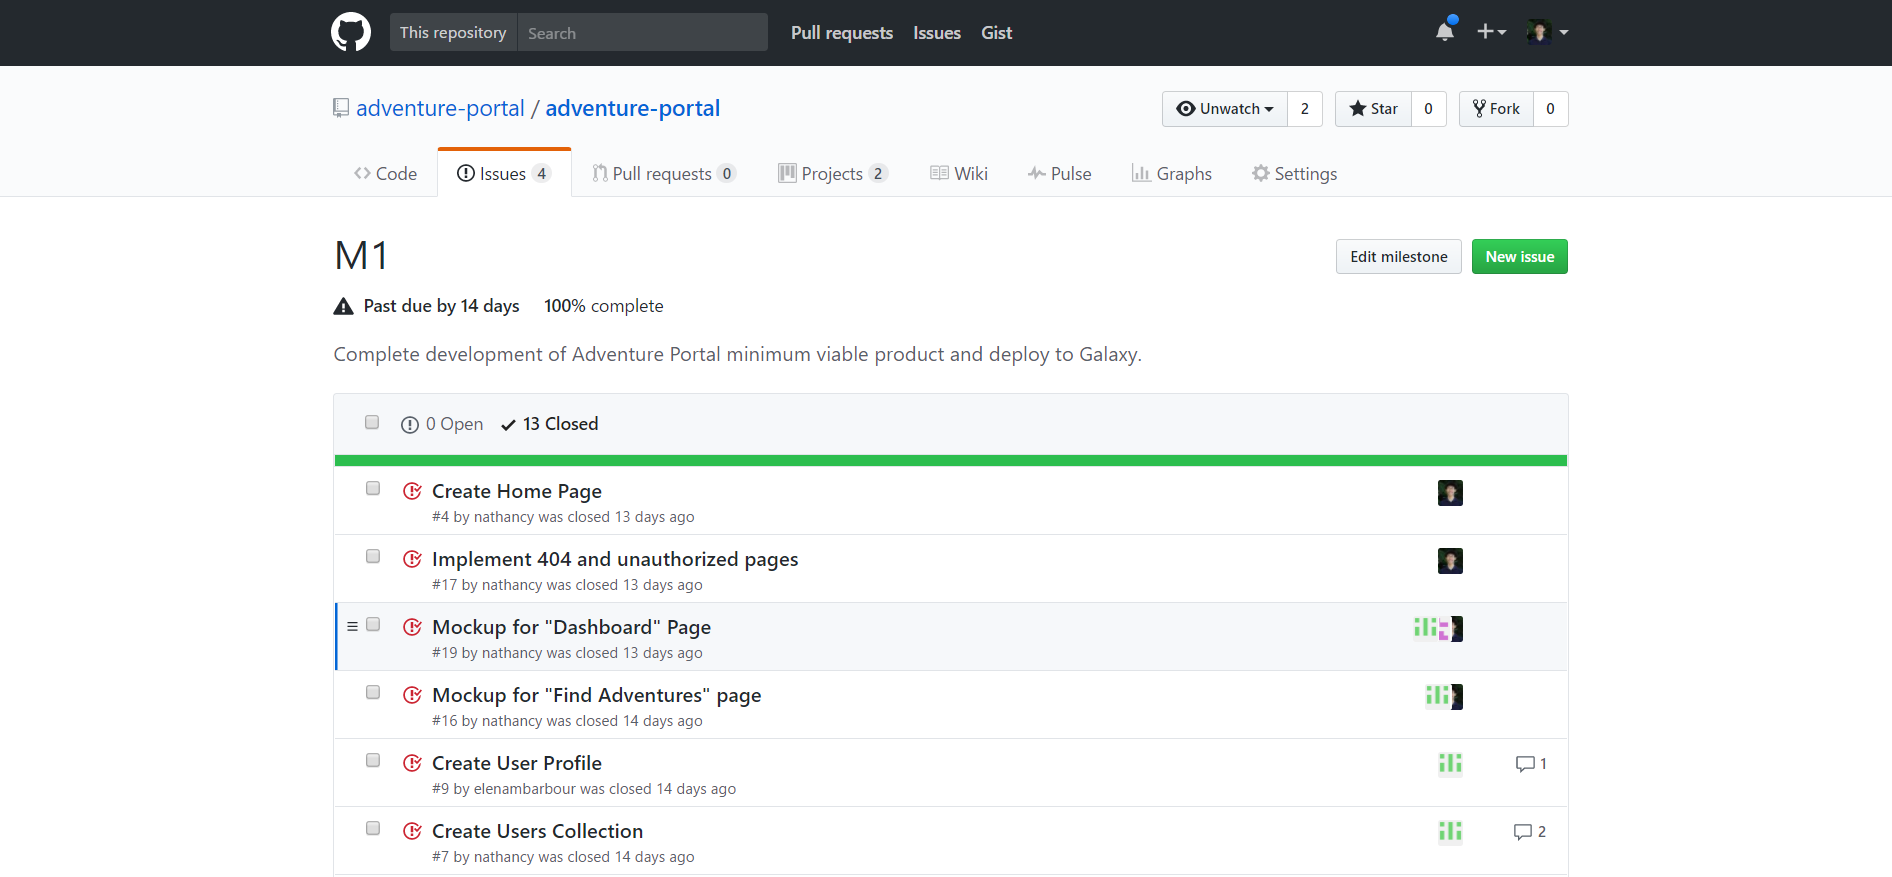 This repository Search Pull requests Issues Gist
adventure-portal / adventure-portal Unwatch 2 Star 0 Fork 0
Code Issues 4 Pull requests 0 Projects 2 Wiki Pulse Graphs Settings
M1 Edit milestone New issue
Past due by 14 days 100% complete
Complete development of Adventure Portal minimum viable product and deploy to Galaxy.
0 Open 13 Closed
Create Home Page
#4 by nathancy was closed 13 days ago
Implement 404 and unauthorized pages
#17 by nathancy was closed 13 days ago
Mockup for "Dashboard" Page
#19 by nathancy was closed 13 days ago
Mockup for "Find Adventures" page
#16 by nathancy was closed 14 days ago
Create User Profile 1
#9 by elenambarbour was closed 14 days ago
Create Users Collection 2
#7 by nathancy was closed 14 days ago